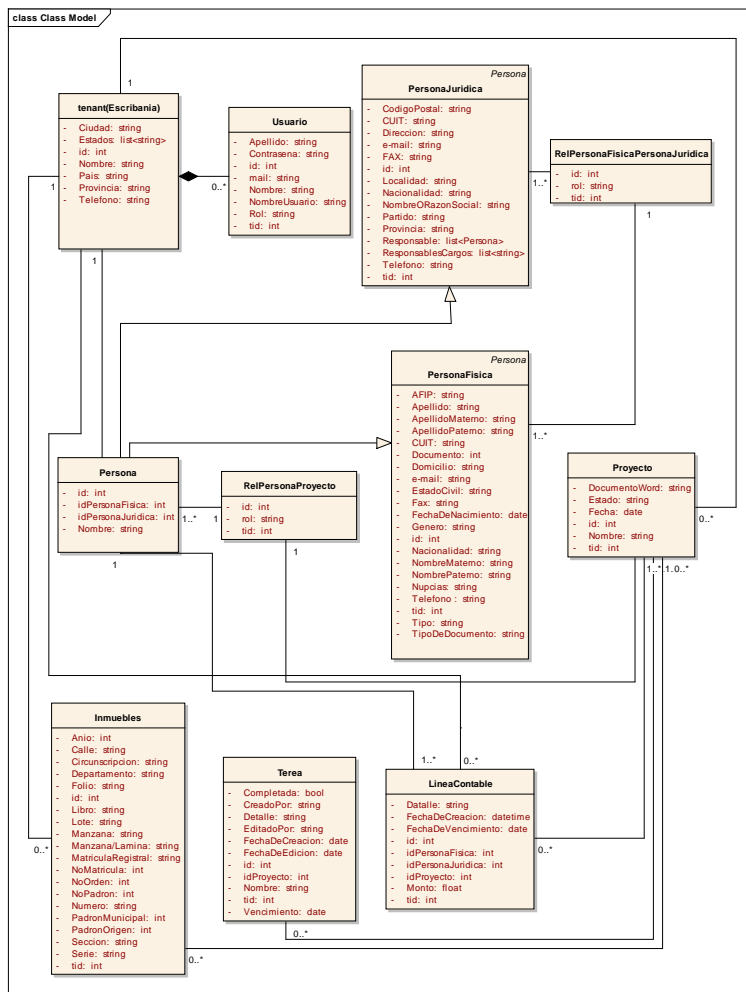 class Class Model
1
tenant(Escribania)
- Ciudad: string
- Estados: list<string>
- id: int
- Nombre: string
- Pais: string
- Provincia: string
- Telefono: string
1
1
0..*
Usuario
- Apellido: string
- Contrasena: string
- id: int
- mail: string
- Nombre: string
- NombreUsuario: string
- Rol: string
- tid: int
Persona
PersonaJuridica
- CodigoPostal: string
- CUIT: string
- Direccion: string
- e-mail: string
- FAX: string
- id: int
- Localidad: string
- Nacionalidad: string
- NombreORazonSocial: string
- Partido: string
- Provincia: string
- Responsable: list<Persona>
- ResponsablesCargos: list<string>
- Telefono: string
- tid: int
1..*
RelPersonaFisicaPersonaJuridica
- id: int
- rol: string
- tid: int
1
Persona
PersonaFisica
- AFIP: string
- Apellido: string
- ApellidoMaterno: string
- ApellidoPaterno: string
- CUIT: string
- Documento: int
- Domicilio: string
- e-mail: string
- EstadoCivil: string
- Fax: string
- FechaDeNacimiento: date
- Genero: string
- id: int
- Nacionalidad: string
- NombreMaterno: string
- NombrePaterno: string
- Nupcias: string
- Telefono : string
- tid: int
- Tipo: string
- TipoDeDocumento: string
1..*
Persona
- id: int
- idPersonaFisica: int
- idPersonaJuridica: int
- Nombre: string
1..*
1
1
RelPersonaProyecto
- id: int
- rol: string
- tid: int
1
Proyecto
- DocumentoWord: string
- Estado: string
- Fecha: date
- id: int
- Nombre: string
- tid: int
0..*
1..*.1.0..*
Inmuebles
- Anio: int
- Calle: string
- Circunscripcion: string
- Departamento: string
- Folio: string
- id: int
- Libro: string
- Lote: string
- Manzana: string
- Manzana/Lamina: string
- MatriculaRegistral: string
- NoMatricula: int
- NoOrden: int
- NoPadron: int
- Numero: string
- PadronMunicipal: int
- PadronOrigen: int
- Seccion: string
- Serie: string
- tid: int
0..*
0..*
Terea
- Completada: bool
- CreadoPor: string
- Detalle: string
- EditadoPor: string
- FechaDeCreacion: date
- FechaDeEdicion: date
- id: int
- idProyecto: int
- Nombre: string
- tid: int
- Vencimiento: date
0..*
1..*
0..*
LineaContable
- Datalle: string
- FechaDeCreacion: datetime
- FechaDeVencimiento: date
- id: int
- idPersonaFisica: int
- idPersonaJuridica: int
- idProyecto: int
- Monto: float
- tid: int
0..*